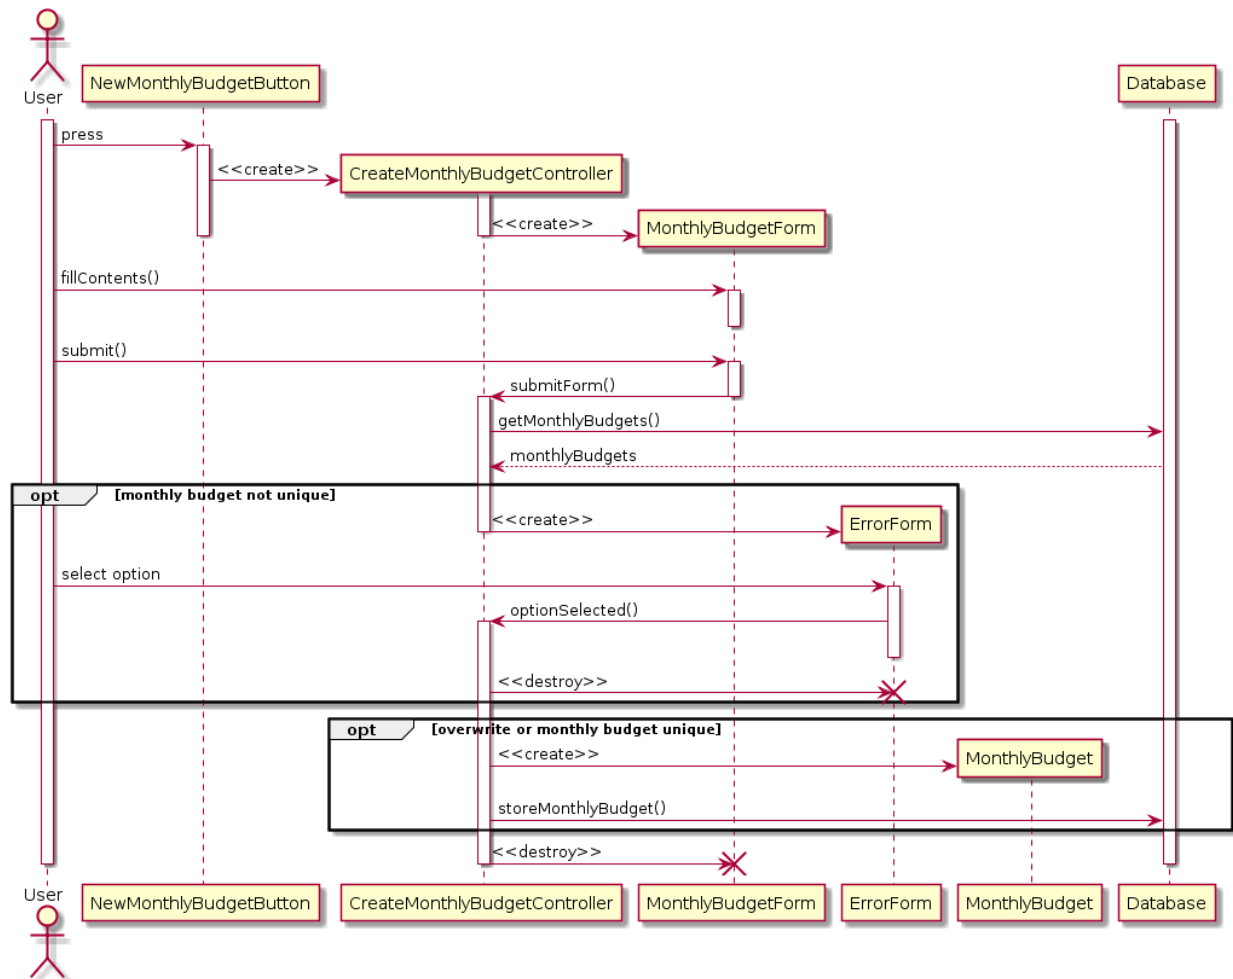 User
NewMonthlyBudgetButton
Database
press
<<create>>
CreateMonthlyBudgetController
<<create>>
MonthlyBudgetForm
fillContents()
submit()
submitForm()
getMonthlyBudgets()
monthlyBudgets
opt [monthly budget not unique]
<<create>>
ErrorForm
select option
optionSelected()
<<destroy>>
opt [overwrite or monthly budget unique]
<<create>>
MonthlyBudget
storeMonthlyBudget()
<<destroy>>
User
NewMonthlyBudgetButton
CreateMonthlyBudgetController
MonthlyBudgetForm
ErrorForm
MonthlyBudget
Database